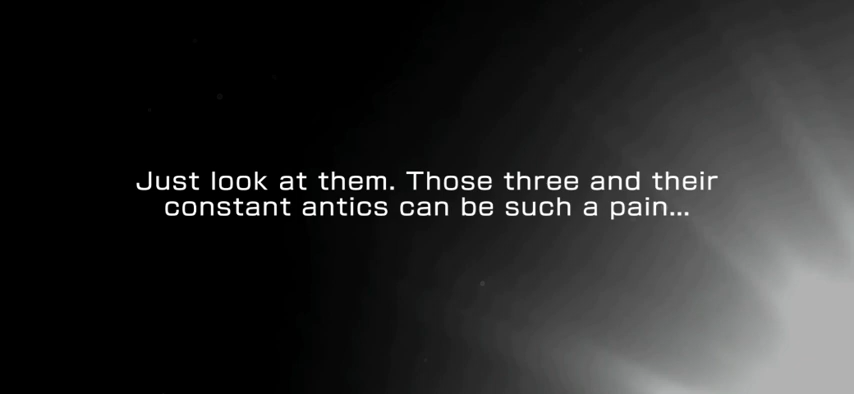 Just look at them. Those three and their
constant antics can be such a pain...